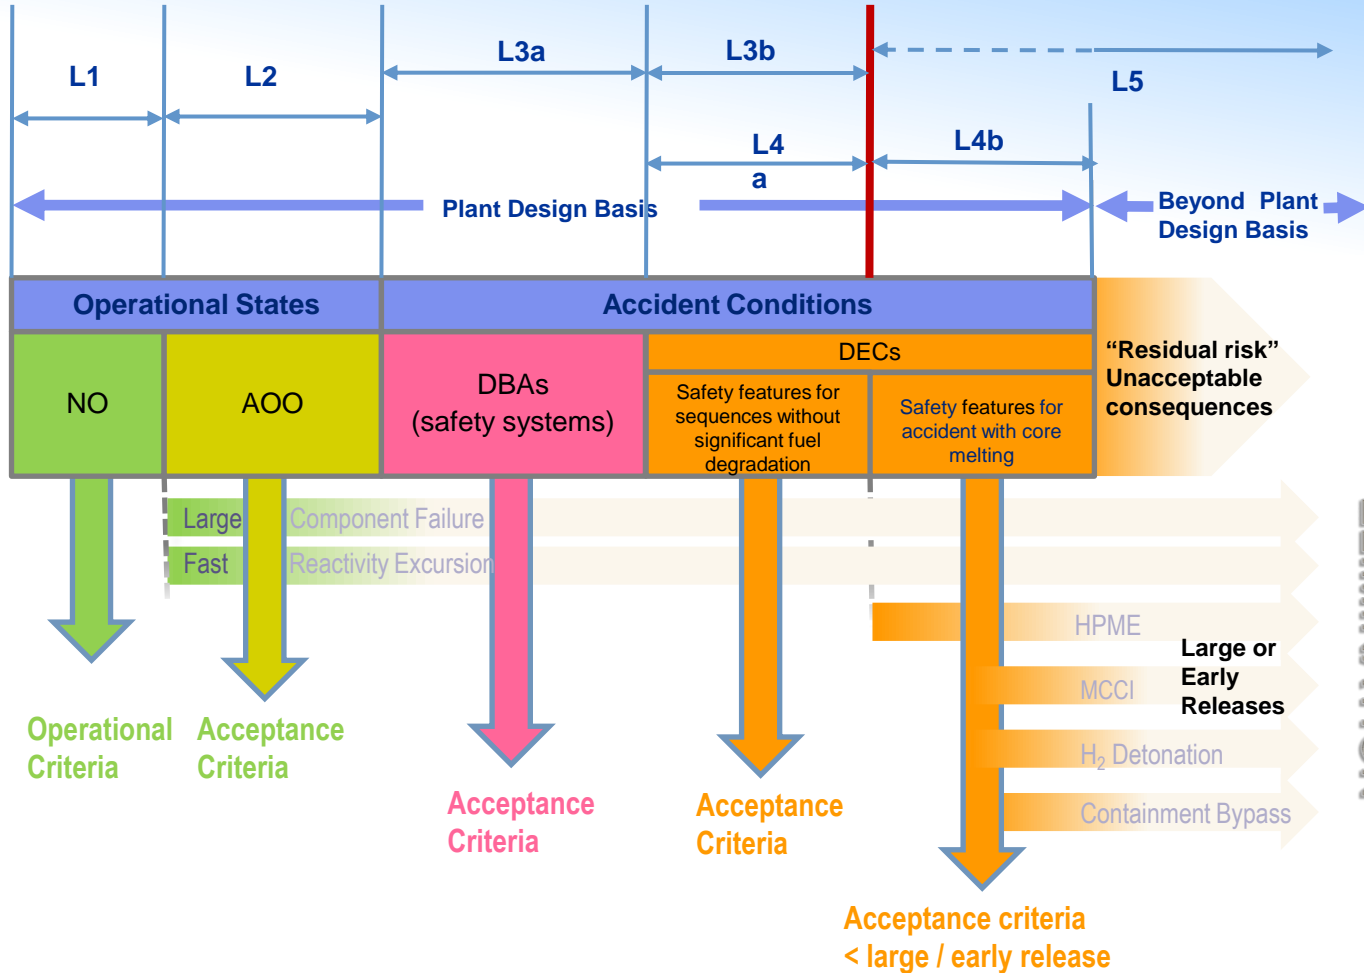 L1
L2
L3a
L3b
L5
L4
a
L4b
Plant Design Basis
Beyond Plant
Design Basis
Operational States
Accident Conditions
NO
AOO
DBAs
(safety systems)
DECs
Safety features for
sequences without
significant fuel
degradation
Safety features for
accident with core
melting
“Residual risk”
Unacceptable
consequences
Large Component Failure
Fast Reactivity Excursion
HPME
Large or
Early
Releases
MCCI
H₂ Detonation
Containment Bypass
Operational
Criteria
Acceptance
Criteria
Acceptance
Criteria
Acceptance
Criteria
Acceptance criteria
< large / early release